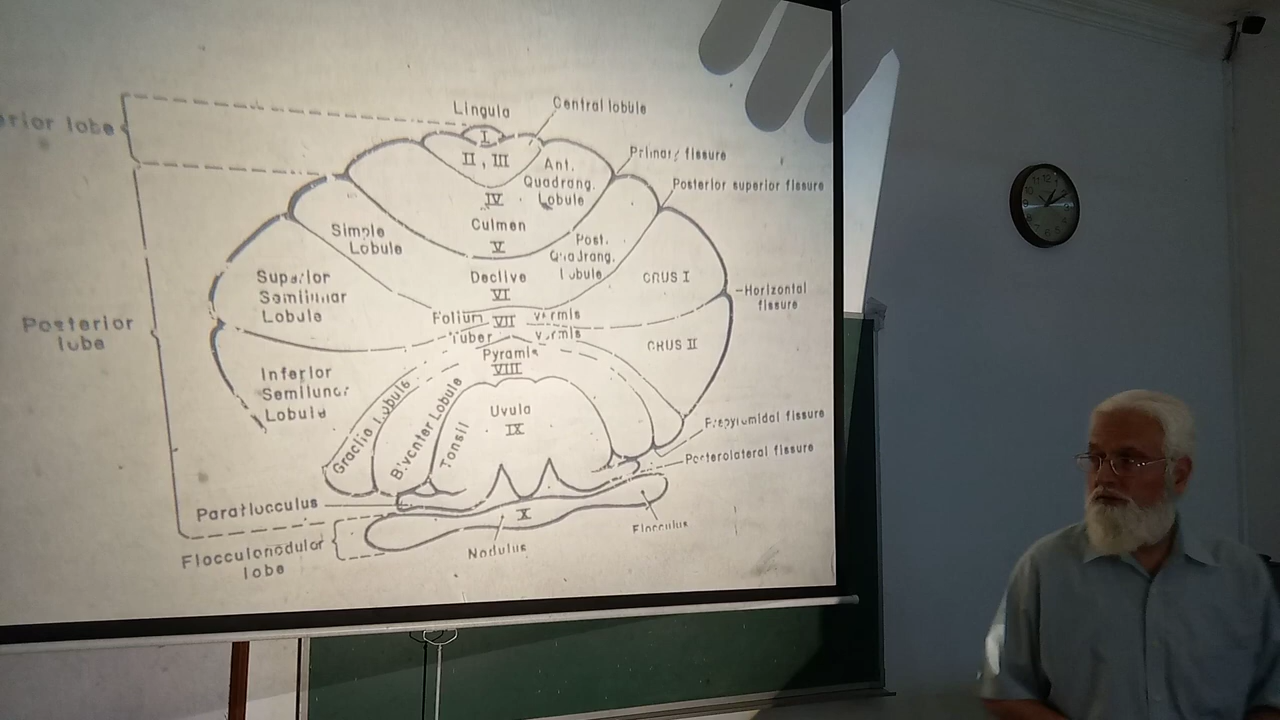 Lingula
Central lobule
rior lobe
I
II, III
Ant.
Quadrang.
Lobule
Primary fissure
Posterior superior fissure
IV
Culmen
V
Simple
Lobule
Post.
Quadrang.
Lobule
Superior
Semilunar
Lobule
Declive
VI
CRUS I
Horizontal
fissure
Folium
VII
vermis
Tuber
vermis
Posterior
lobe
Pyramis
VIII
CRUS II
Inferior
Semilunar
Lobule
Gracile Lobule
Biventer Lobule
Tonsil
Uvula
IX
Prepyramidal fissure
Posterolateral fissure
Paraflocculus
X
Flocculus
Nodulus
Flocculonodular
lobe